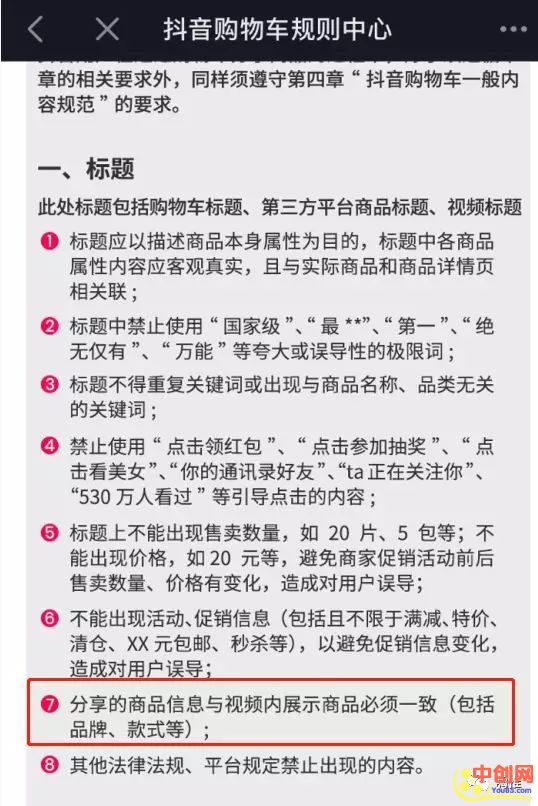 抖音购物车规则中心
章的相关要求外，同样须遵守第四章“抖音购物车一般内
容规范”的要求。
一、标题
此处标题包括购物车标题、第三方平台商品标题、视频标题
1 标题应以描述商品本身属性为目的，标题中各商品
属性内容应客观真实，且与实际商品和商品详情页
相关联；
2 标题中禁止使用“国家级”、“最 **”、“第一”、“绝
无仅有”、“万能”等夸大或误导性的极限词；
3 标题不得重复关键词或出现与商品名称、品类无关
的关键词；
4 禁止使用“点击领红包”、“点击参加抽奖”、“点
击看美女”、“你的通讯录好友”、“ta正在关注你”、
“530 万人看过”等引导点击的内容；
5 标题上不能出现售卖数量，如 20 片、5 包等；不
能出现价格，如20 元等，避免商家促销活动前后
售卖数量、价格有变化，造成对用户误导；
6 不能出现活动、促销信息（包括且不限于满减、特价、
清仓、XX 元包邮、秒杀等），以避免促销信息变化，
造成对用户误导；
7 分享的商品信息与视频内展示商品必须一致（包括
品牌、款式等）；
8 其他法律法规、平台规定禁止出现的内容。
中创网
You83.com